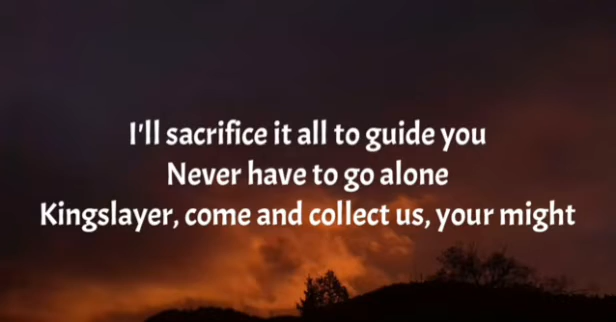 I'll sacrifice it all to guide you
Never have to go alone
Kingslayer, come and collect us, your might